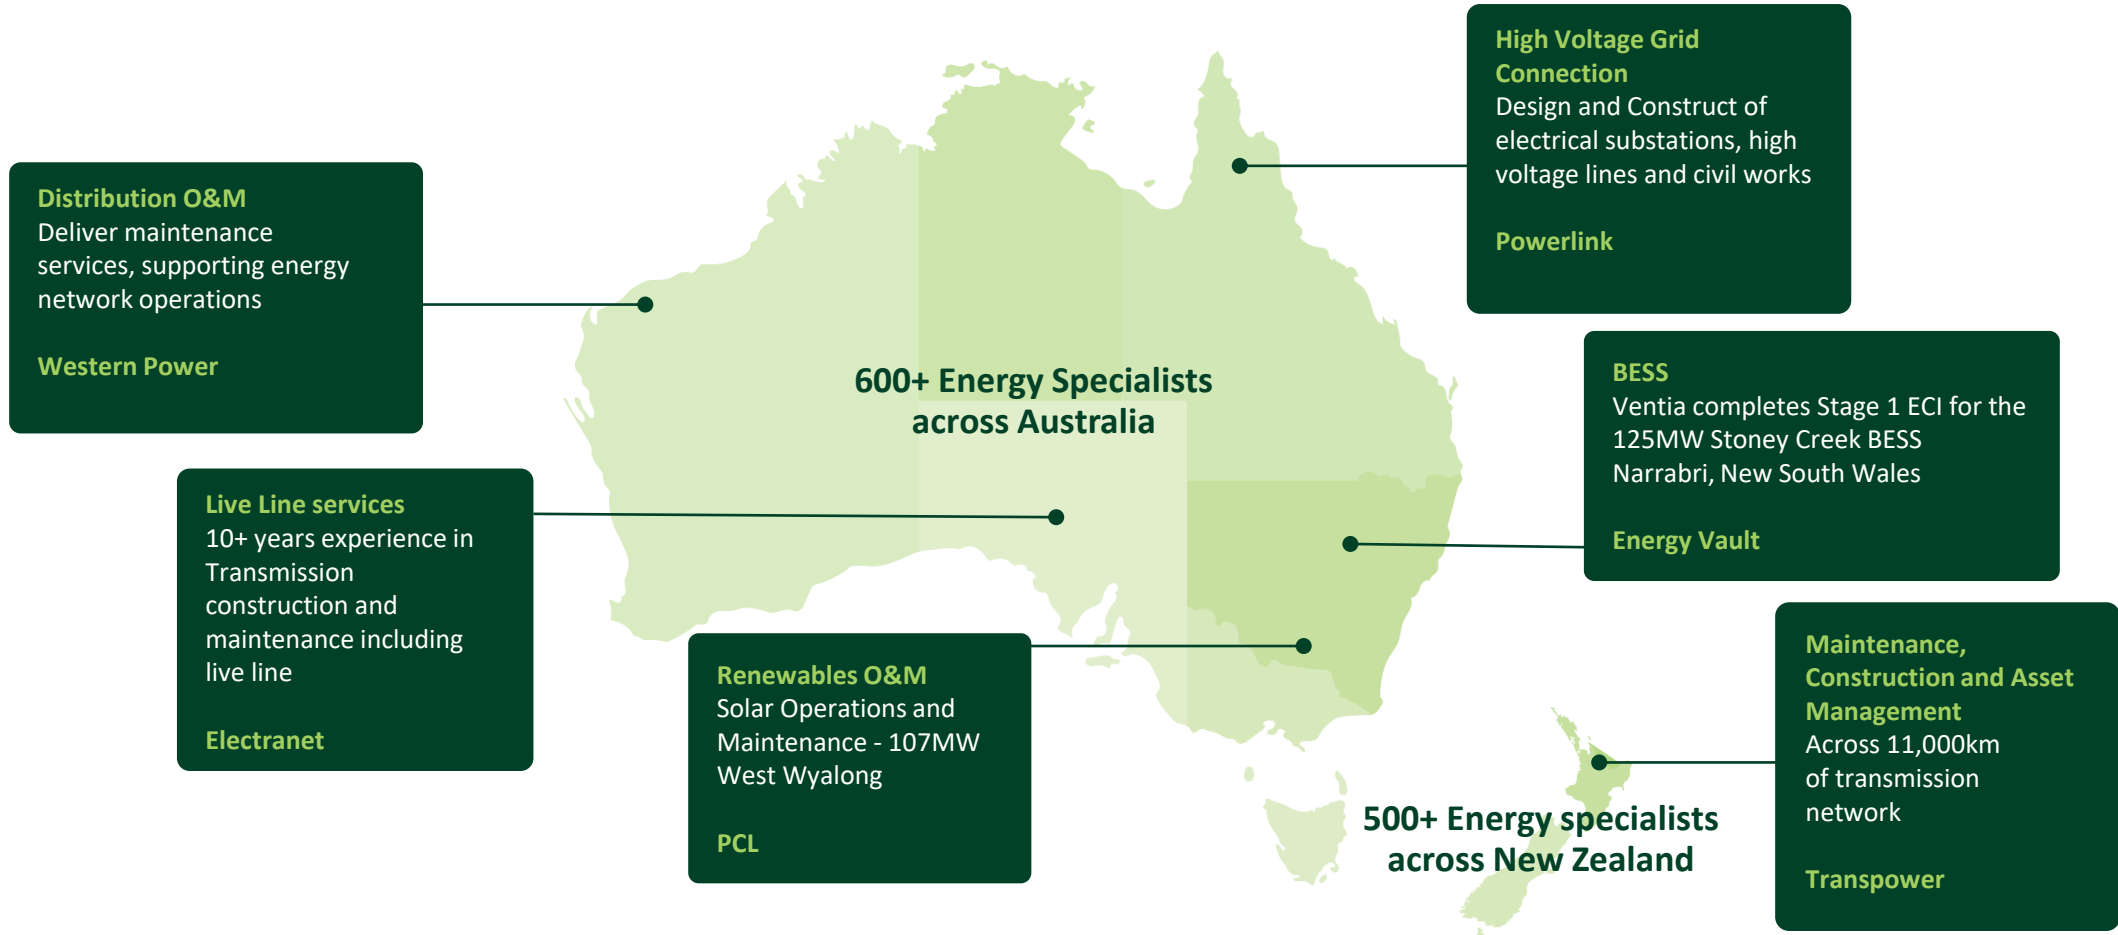 High Voltage Grid
Connection
Design and Construct of
electrical substations, high
voltage lines and civil works
Powerlink
Distribution O&M
Deliver maintenance
services, supporting energy
network operations
Western Power
600+ Energy Specialists
across Australia
BESS
Ventia completes Stage 1 ECI for the
125MW Stoney Creek BESS
Narrabri, New South Wales
Energy Vault
Live Line services
10+ years experience in
Transmission
construction and
maintenance including
live line
Electranet
Renewables O&M
Solar Operations and
Maintenance - 107MW
West Wyalong
PCL
Maintenance,
Construction and Asset
Management
Across 11,000km
of transmission
network
Transpower
500+ Energy specialists
across New Zealand